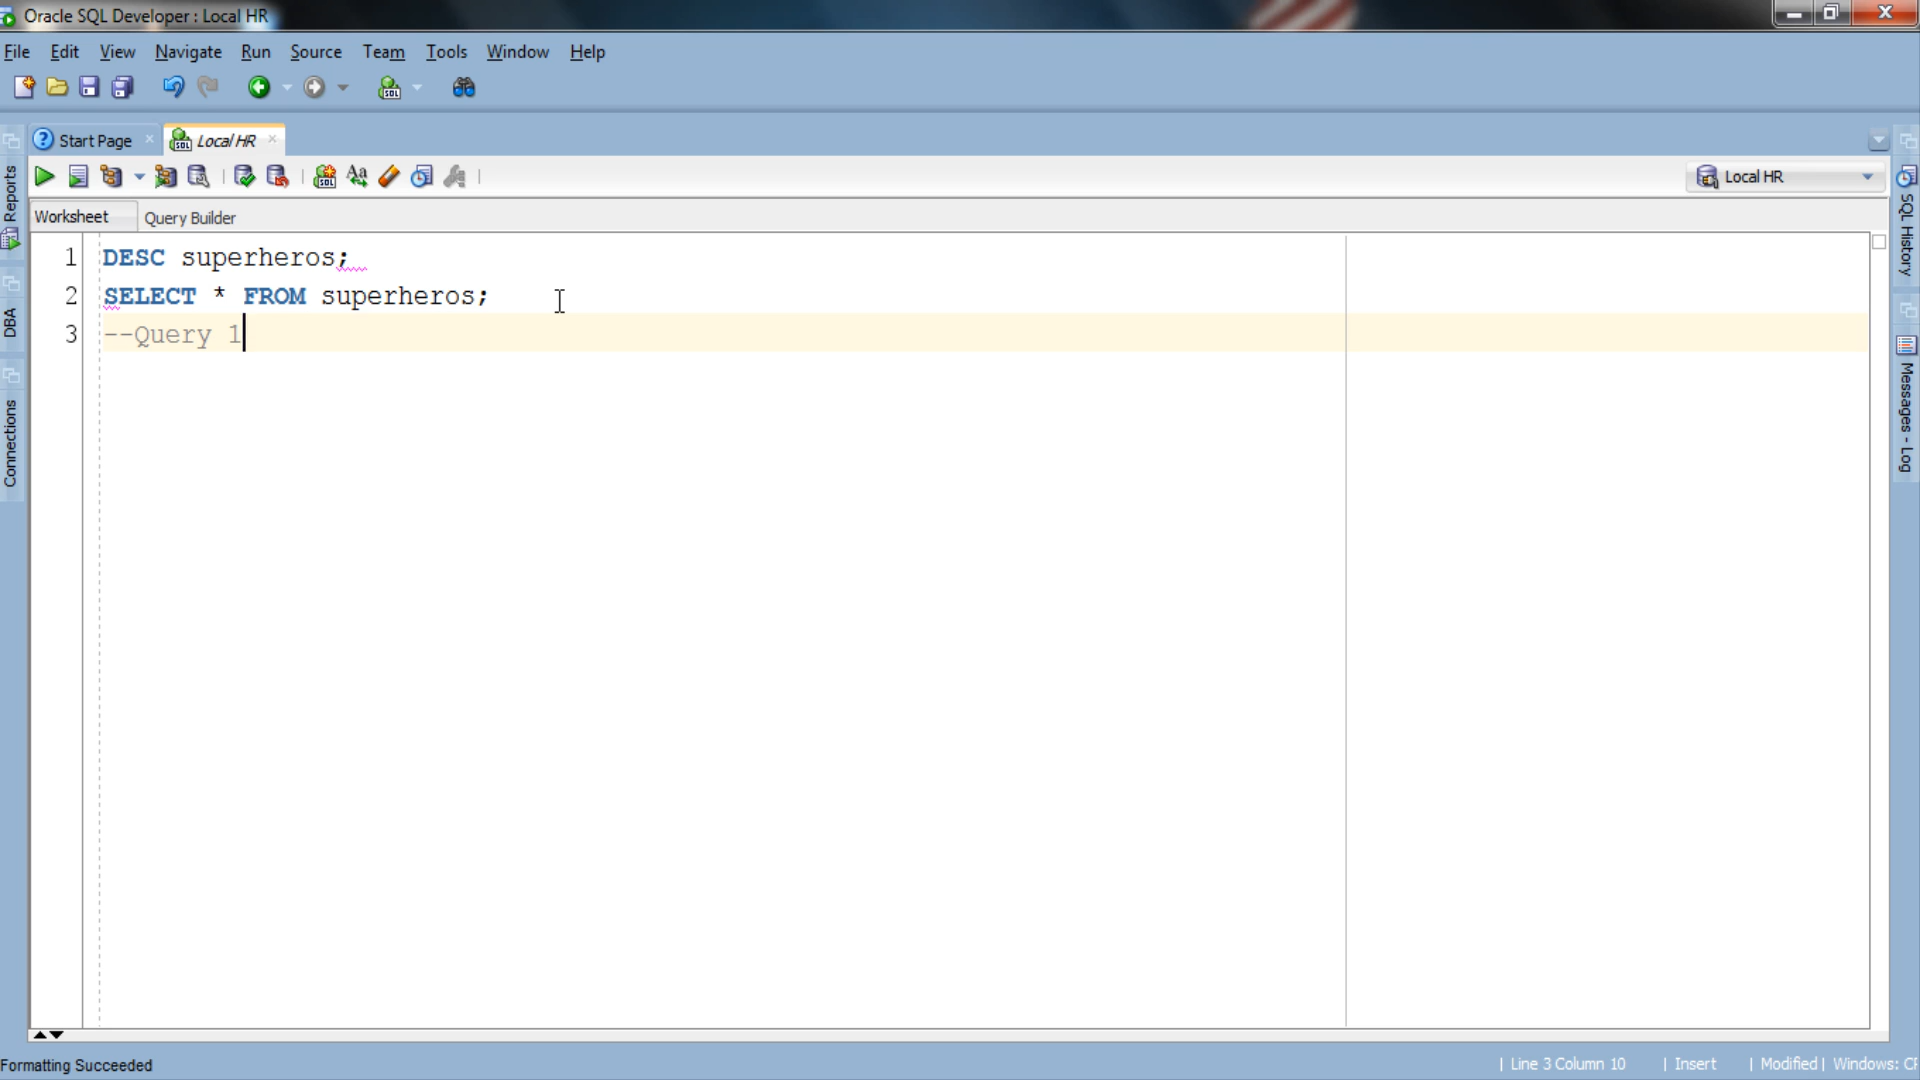 Oracle SQL Developer : Local HR
File Edit View Navigate Run Source Team Tools Window Help
Start Page
Local HR
Local HR
Worksheet Query Builder
1 DESC superheros;
2 SELECT * FROM superheros;
3 --Query 1
Reports
DBA
Connections
SQL History
Messages - Log
Formatting Succeeded
| Line 3 Column 10 | Insert | Modified | Windows: